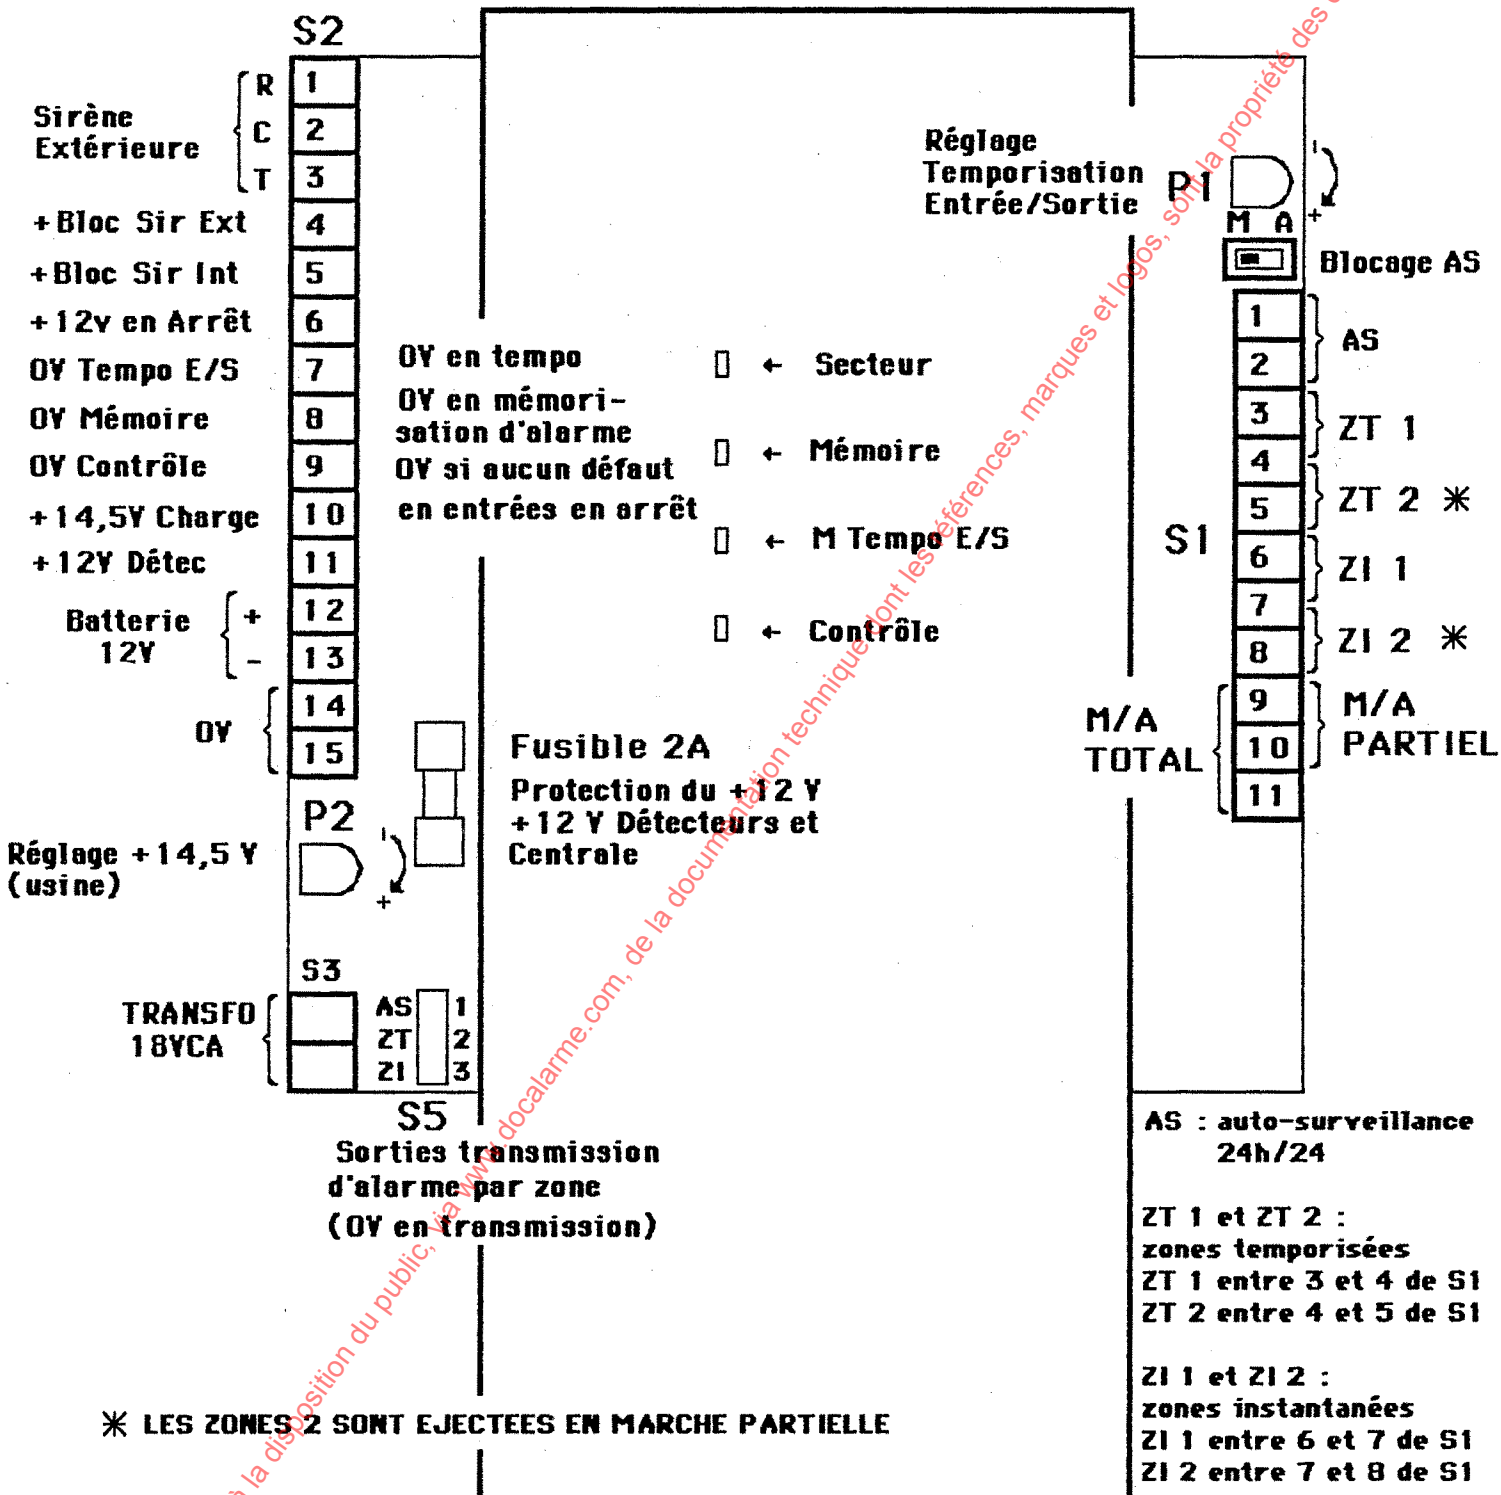 S2
Sirène
Extérieure
R
C
T
1
2
3
+Bloc Sir Ext 4
+Bloc Sir Int 5
+12v en Arrêt 6
0V Tempo E/S 7
0V Mémoire 8
0V Contrôle 9
+14,5V Charge 10
+12V Détec 11
Batterie
12V
+ 12
- 13
0V
14
15
P2
Réglage +14,5 V
(usine)
-
+
S3
TRANSFO
18VCA
AS 1
ZT 2
ZI 3
S5
Sorties transmission
d'alarme par zone
(0V en transmission)
0V en tempo
0V en mémori-
sation d'alarme
0V si aucun défaut
en entrées en arrêt
← Secteur
← Mémoire
← M Tempo E/S
← Contrôle
Fusible 2A
Protection du +12 V
+12 V Détecteurs et
Centrale
Réglage
Temporisation
Entrée/Sortie
P1
-
+
M A
Blocage AS
S1
1
2
AS
3
4
ZT 1
5
ZT 2 *
6
7
ZI 1
8
ZI 2 *
9
10
11
M/A
TOTAL
M/A
PARTIEL
AS : auto-surveillance
24h/24
ZT 1 et ZT 2 :
zones temporisées
ZT 1 entre 3 et 4 de S1
ZT 2 entre 4 et 5 de S1
ZI 1 et ZI 2 :
zones instantanées
ZI 1 entre 6 et 7 de S1
ZI 2 entre 7 et 8 de S1
* LES ZONES 2 SONT EJECTEES EN MARCHE PARTIELLE
à la disposition du public, via www.docalarme.com, de la documentation technique dont les références, marques et logos, sont la propriété des